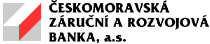 ČESKOMORAVSKÁ
ZÁRUČNÍ A ROZVOJOVÁ
BANKA, a.s.